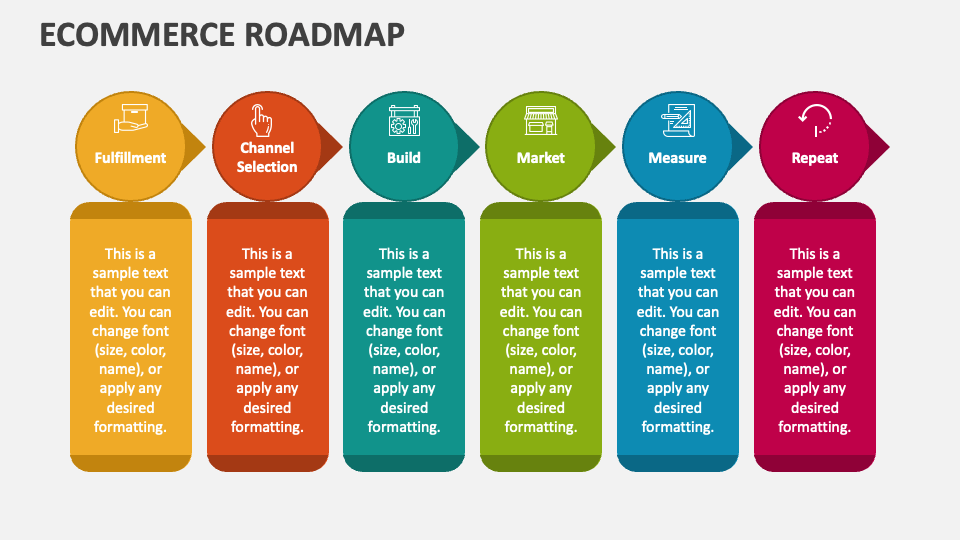 ECOMMERCE ROADMAP
Fulfillment
Channel
Selection
Build
Market
Measure
Repeat
This is a
sample text
that you can
edit. You can
change font
(size, color,
name), or
apply any
desired
formatting.
This is a
sample text
that you can
edit. You can
change font
(size, color,
name), or
apply any
desired
formatting.
This is a
sample text
that you can
edit. You can
change font
(size, color,
name), or
apply any
desired
formatting.
This is a
sample text
that you can
edit. You can
change font
(size, color,
name), or
apply any
desired
formatting.
This is a
sample text
that you can
edit. You can
change font
(size, color,
name), or
apply any
desired
formatting.
This is a
sample text
that you can
edit. You can
change font
(size, color,
name), or
apply any
desired
formatting.